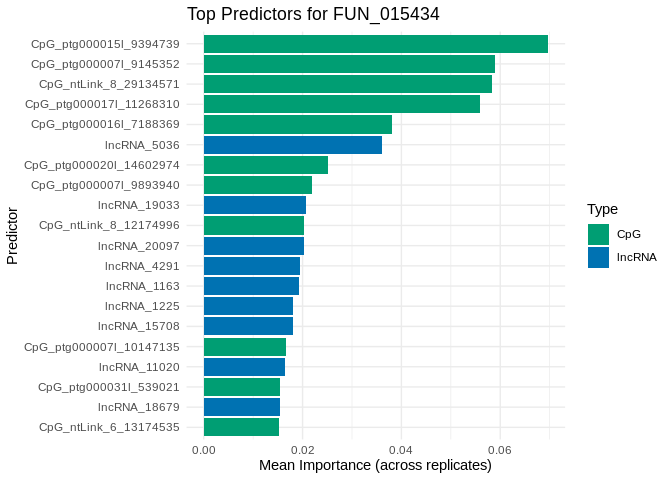 Top Predictors for FUN_015434
Predictor
CpG_ptg000015l_9394739
CpG_ptg000007l_9145352
CpG_ntLink_8_29134571
CpG_ptg000017l_11268310
CpG_ptg000016l_7188369
lncRNA_5036
CpG_ptg000020l_14602974
CpG_ptg000007l_9893940
lncRNA_19033
CpG_ntLink_8_12174996
lncRNA_20097
lncRNA_4291
lncRNA_1163
lncRNA_1225
lncRNA_15708
CpG_ptg000007l_10147135
lncRNA_11020
CpG_ptg000031l_539021
lncRNA_18679
CpG_ntLink_6_13174535
0.00 0.02 0.04 0.06
Mean Importance (across replicates)
Type
CpG
lncRNA